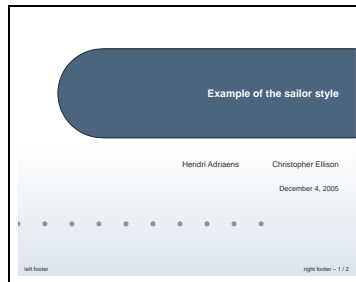 Example of the sailor style
Hendri Adriaens Christopher Ellison
December 4, 2005
left footer right footer – 1 / 2